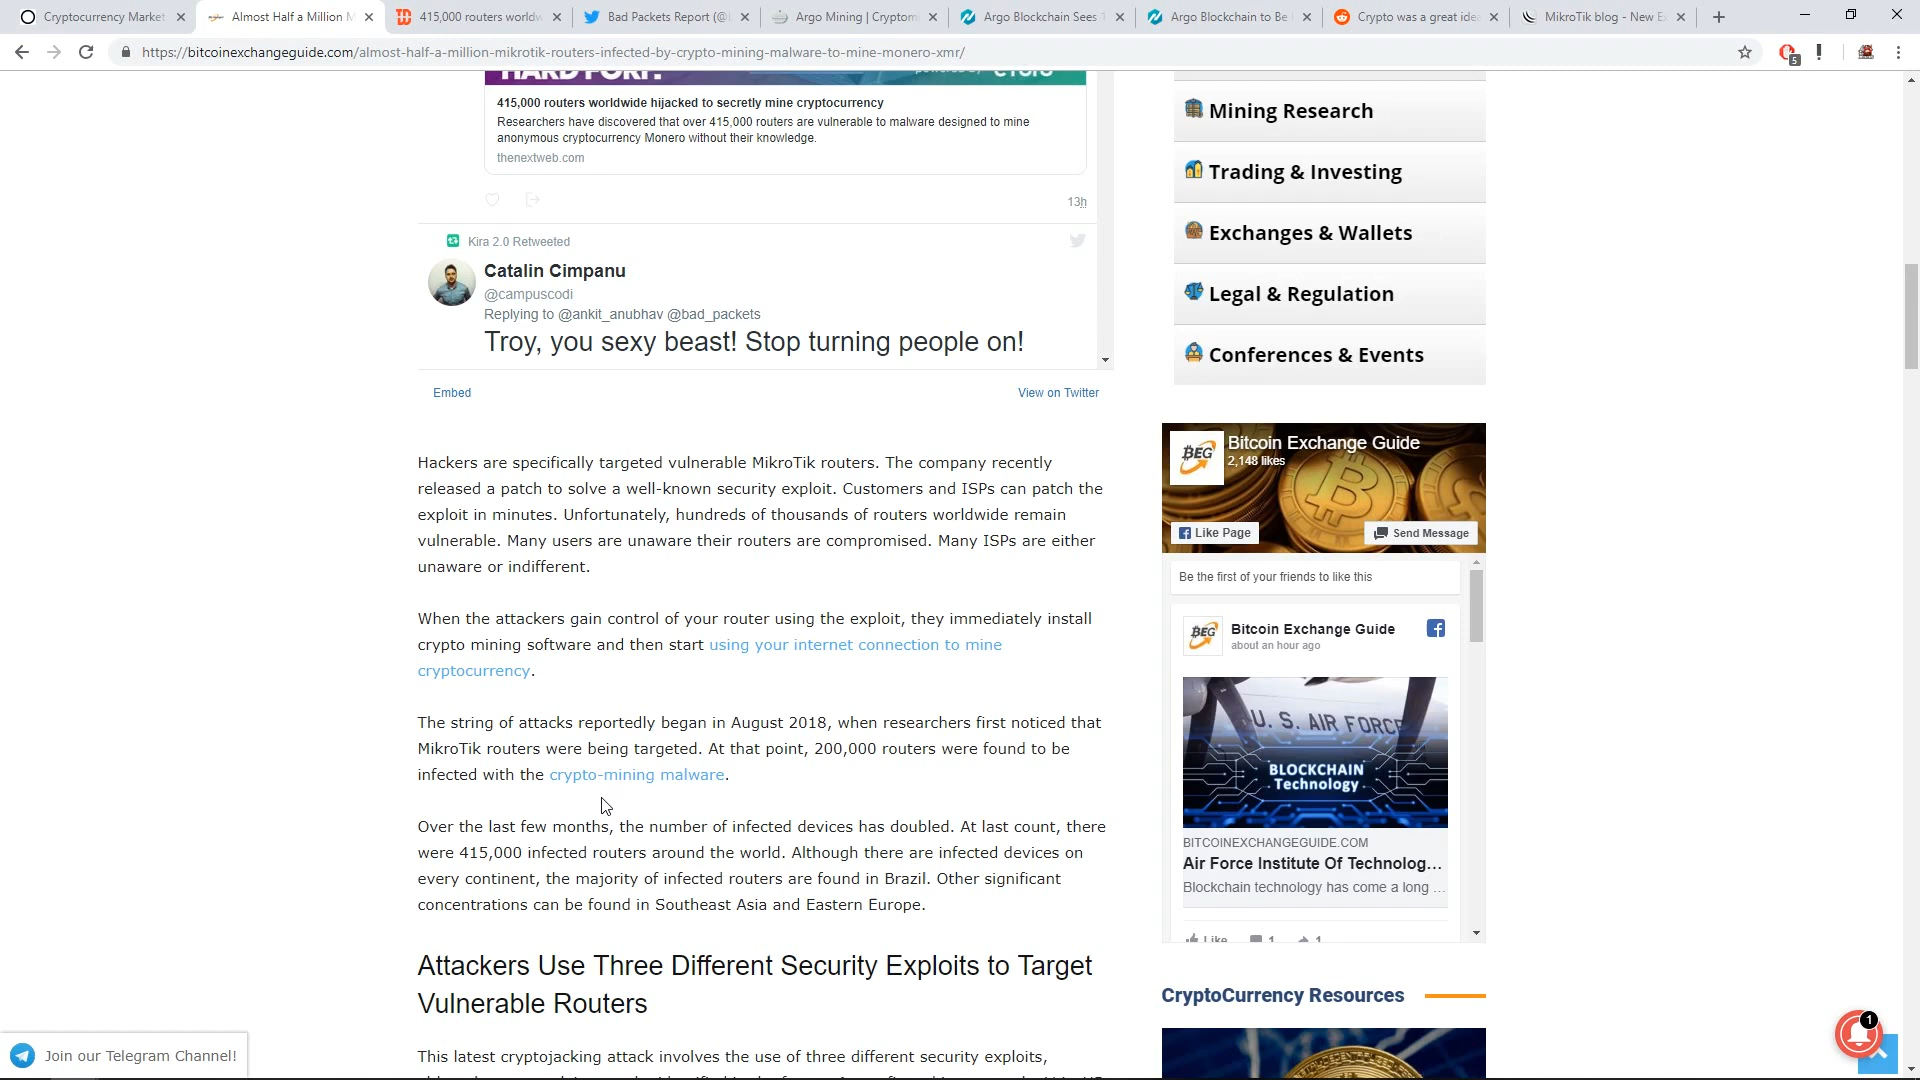 Cryptocurrency Market
Almost Half a Million M
415,000 routers worldw
Bad Packets Report (@
Argo Mining | Cryptom
Argo Blockchain Sees
Argo Blockchain to Be
Crypto was a great ide
MikroTik blog - New E
https://bitcoinexchangeguide.com/almost-half-a-million-mikrotik-routers-infected-by-crypto-mining-malware-to-mine-monero-xmr/
5
HARD FORK.
powered by eToro
415,000 routers worldwide hijacked to secretly mine cryptocurrency
Researchers have discovered that over 415,000 routers are vulnerable to malware designed to mine
anonymous cryptocurrency Monero without their knowledge.
thenextweb.com
13h
Kira 2.0 Retweeted
Catalin Cimpanu
@campuscodi
Replying to @ankit_anubhav @bad_packets
Troy, you sexy beast! Stop turning people on!
Embed
View on Twitter
Hackers are specifically targeted vulnerable MikroTik routers. The company recently
released a patch to solve a well-known security exploit. Customers and ISPs can patch the
exploit in minutes. Unfortunately, hundreds of thousands of routers worldwide remain
vulnerable. Many users are unaware their routers are compromised. Many ISPs are either
unaware or indifferent.
When the attackers gain control of your router using the exploit, they immediately install
crypto mining software and then start using your internet connection to mine
cryptocurrency.
The string of attacks reportedly began in August 2018, when researchers first noticed that
MikroTik routers were being targeted. At that point, 200,000 routers were found to be
infected with the crypto-mining malware.
Over the last few months, the number of infected devices has doubled. At last count, there
were 415,000 infected routers around the world. Although there are infected devices on
every continent, the majority of infected routers are found in Brazil. Other significant
concentrations can be found in Southeast Asia and Eastern Europe.
Attackers Use Three Different Security Exploits to Target
Vulnerable Routers
This latest cryptojacking attack involves the use of three different security exploits,
Mining Research
Trading & Investing
Exchanges & Wallets
Legal & Regulation
Conferences & Events
BEG
Bitcoin Exchange Guide
2,148 likes
Like Page
Send Message
Be the first of your friends to like this
BEG
Bitcoin Exchange Guide
about an hour ago
U. S. AIR FORCE
BLOCKCHAIN
Technology
BITCOINEXCHANGEGUIDE.COM
Air Force Institute Of Technolog...
Blockchain technology has come a long ...
Like
1
1
CryptoCurrency Resources
Join our Telegram Channel!
1